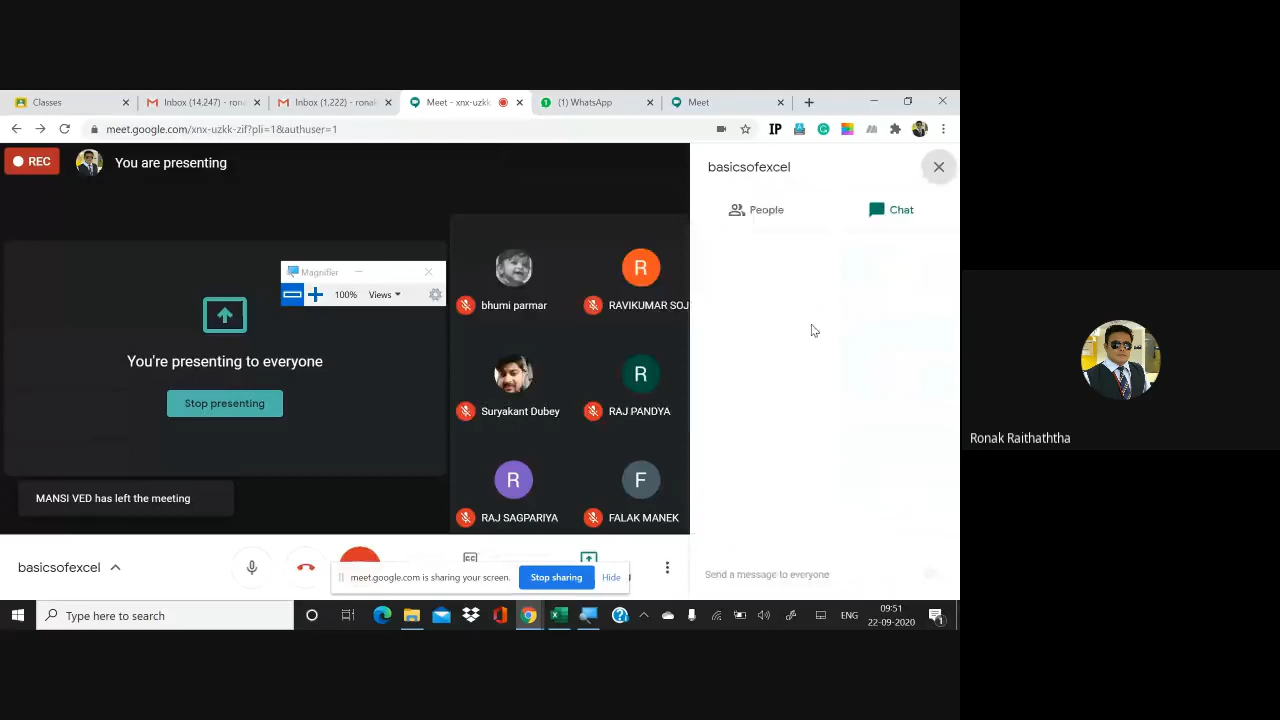 Classes
Inbox (14,247) - rona
Inbox (1,222) - ronak
Meet - xnx-uzkk
(1) WhatsApp
Meet
meet.google.com/xnx-uzkk-zif?pli=1&authuser=1
IP
REC
You are presenting
basicsofexcel
People
Chat
Magnifier
100%
Views
You're presenting to everyone
Stop presenting
bhumi parmar
RAVIKUMAR SOJ
R
Suryakant Dubey
RAJ PANDYA
R
RAJ SAGPARIYA
R
FALAK MANEK
F
MANSI VED has left the meeting
Ronak Raithaththa
basicsofexcel
CC
meet.google.com is sharing your screen.
Stop sharing
Hide
Send a message to everyone
Type here to search
ENG
09:51
22-09-2020
1